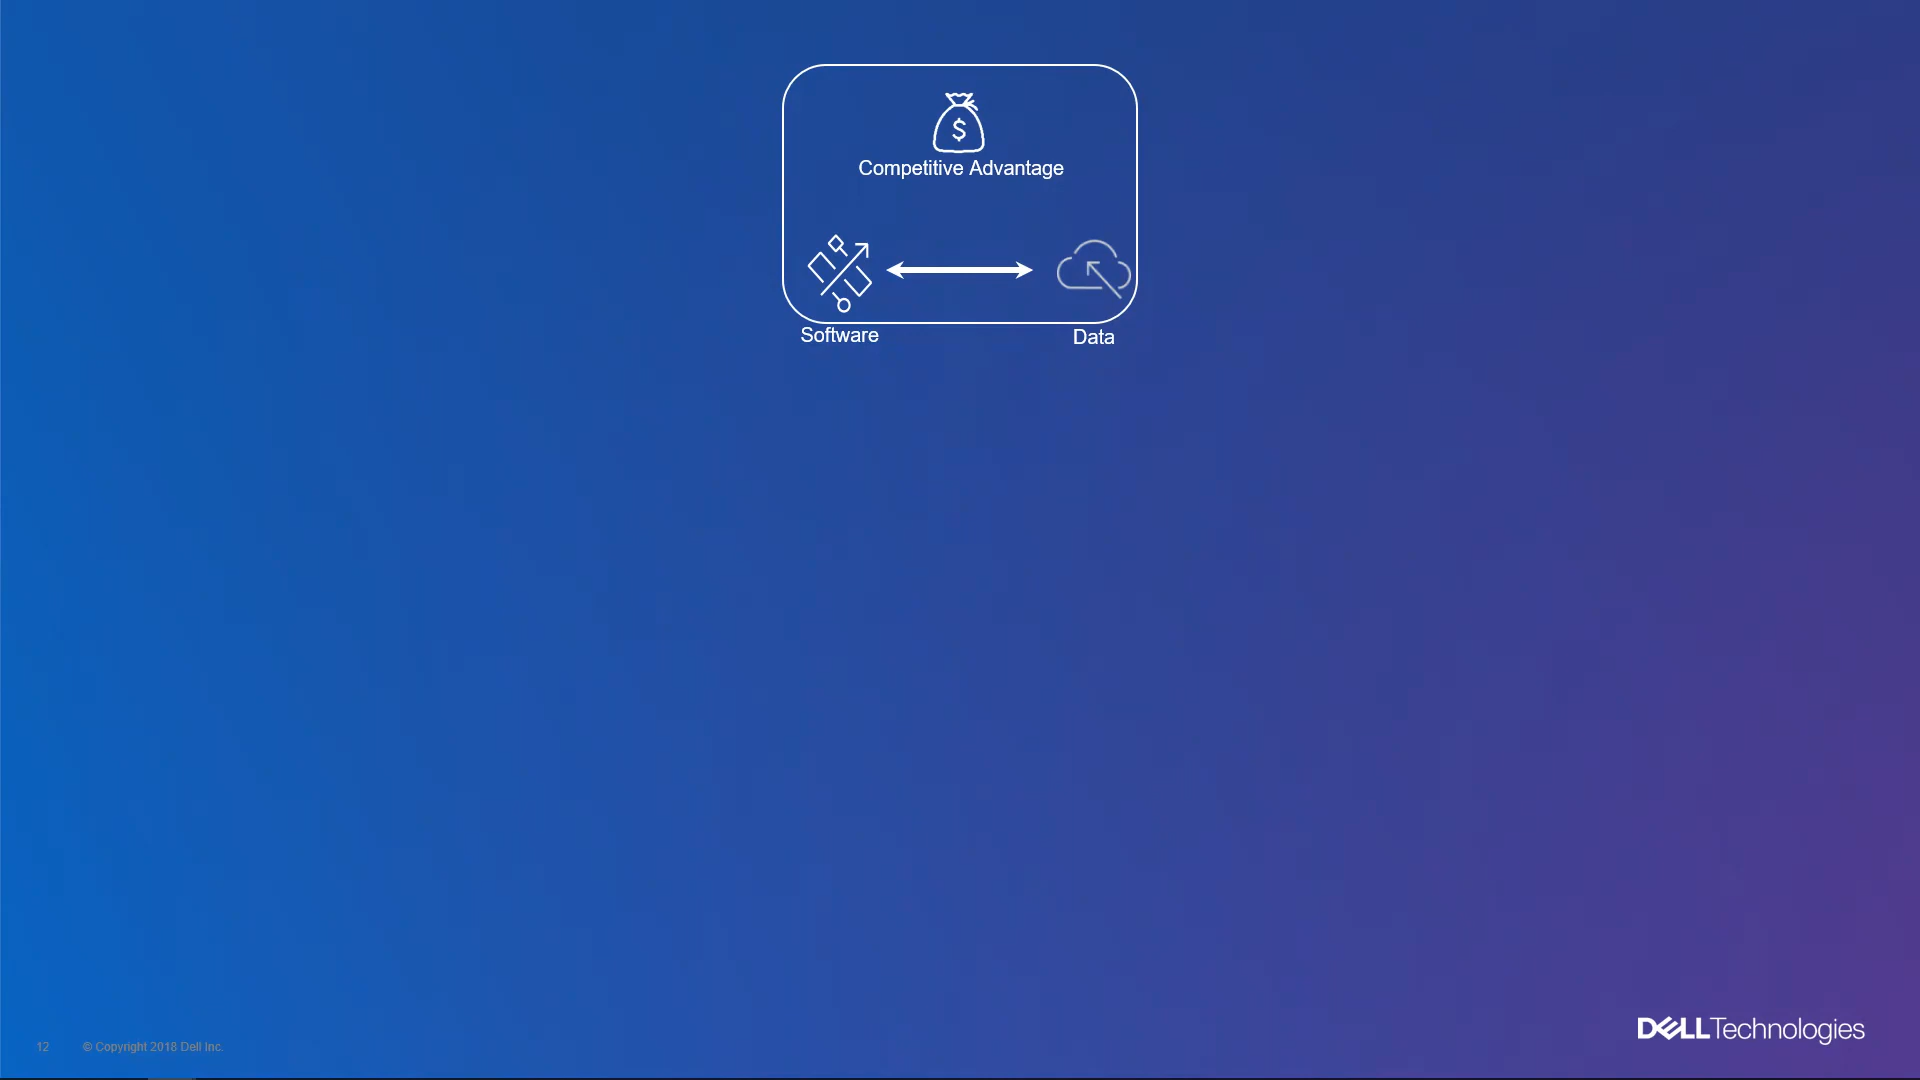 $
Competitive Advantage
Software
Data
12
© Copyright 2018 Dell Inc.
DELLTechnologies